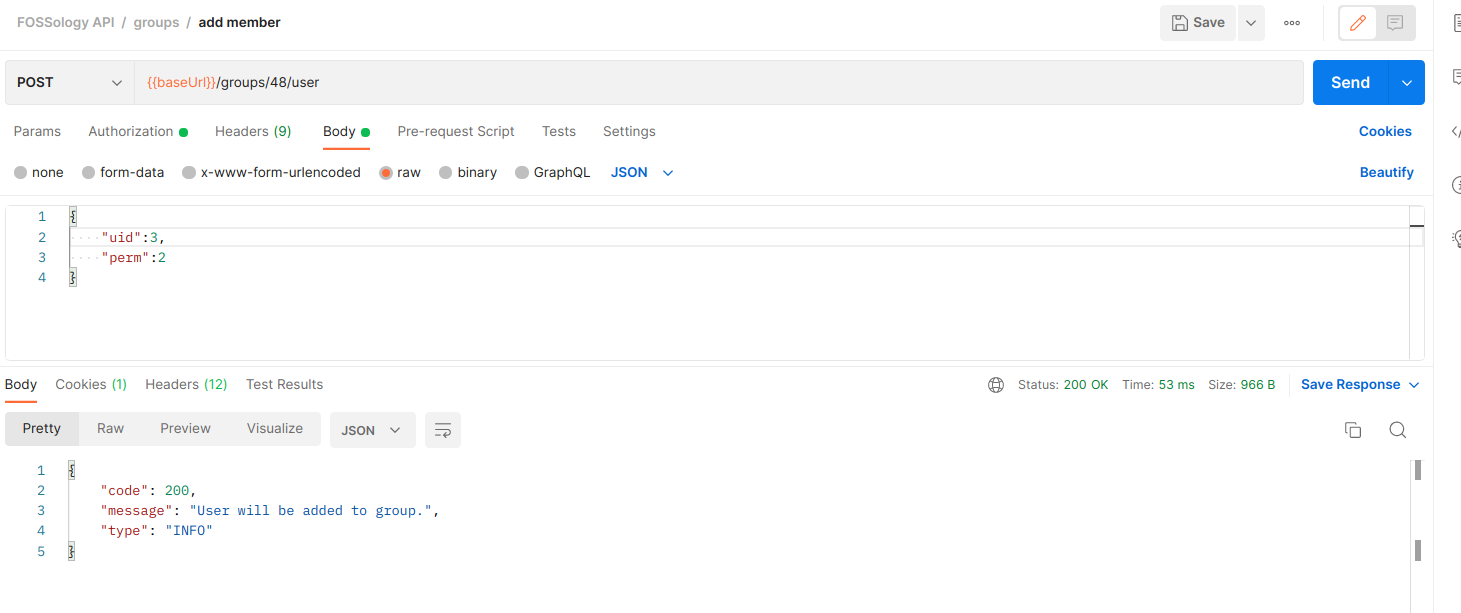 FOSSology API / groups / add member
Save
POST
{{baseUrl}}/groups/48/user
Send
Params Authorization Headers (9) Body Pre-request Script Tests Settings Cookies
none form-data x-www-form-urlencoded raw binary GraphQL JSON Beautify
1 {
2 ····"uid":3,
3 ····"perm":2
4 }
Body Cookies (1) Headers (12) Test Results Status: 200 OK Time: 53 ms Size: 966 B Save Response
Pretty Raw Preview Visualize JSON
1 {
2 "code": 200,
3 "message": "User will be added to group.",
4 "type": "INFO"
5 }